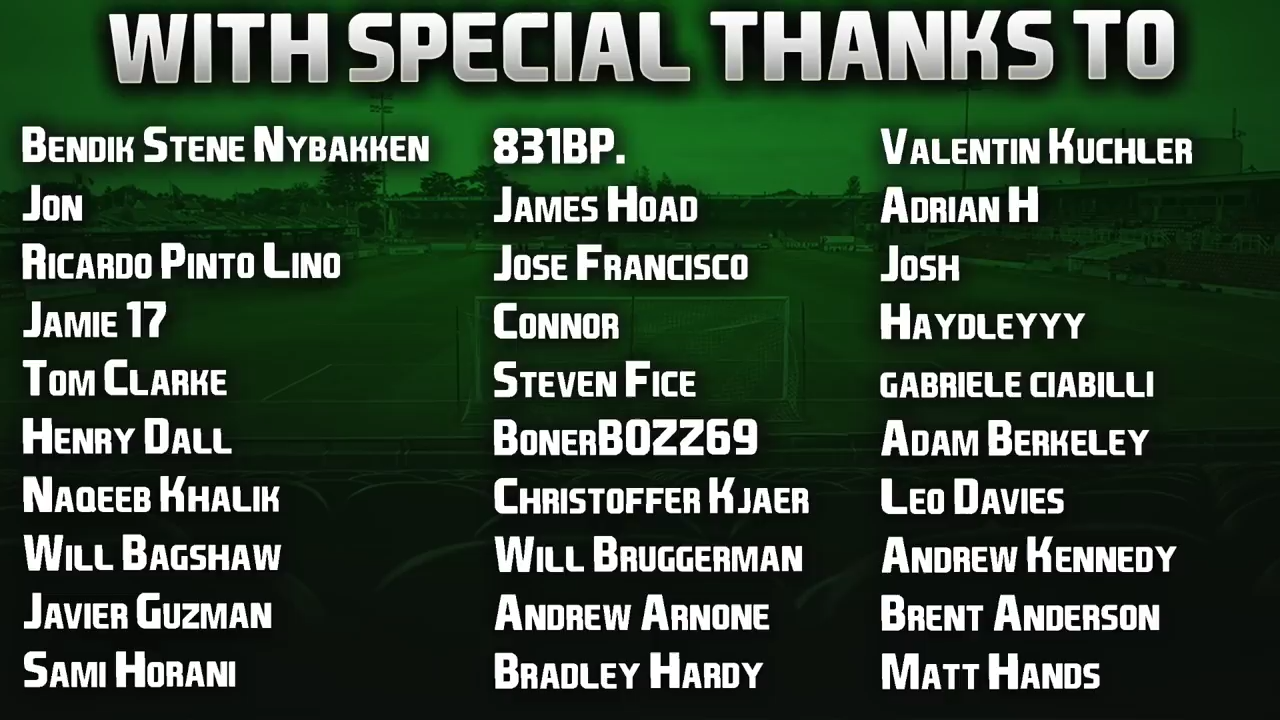 WITH SPECIAL THANKS TO
Bendik Stene Nybakken
Jon
Ricardo Pinto Lino
Jamie 17
Tom Clarke
Henry Dall
Naqeeb Khalik
Will Bagshaw
Javier Guzman
Sami Horani
831BP.
James Hoad
Jose Francisco
Connor
Steven Fice
BonerBOZZ69
Christoffer Kjaer
Will Bruggerman
Andrew Arnone
Bradley Hardy
Valentin Kuchler
Adrian H
Josh
Haydleyyy
gabriele ciabilli
Adam Berkeley
Leo Davies
Andrew Kennedy
Brent Anderson
Matt Hands